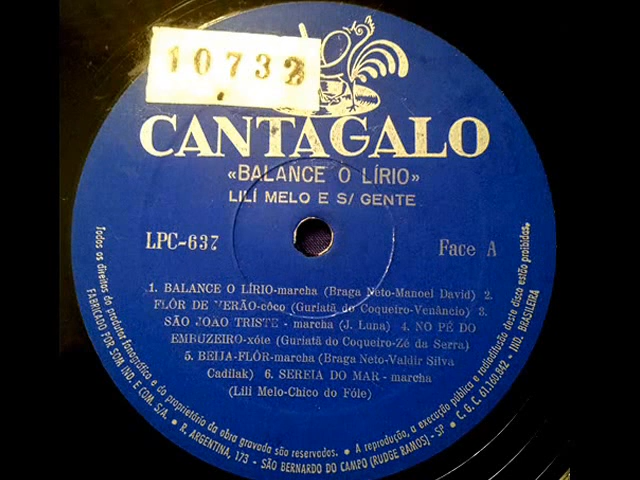 10732
CANTAGALO
«BALANCE O LÍRIO»
LILÍ MELO E S/ GENTE
LPC-637
Face A
1. BALANCE O LÍRIO-marcha (Braga Neto-Manoel David) 2.
FLÔR DE VERÃO-côco (Guriatã do Coqueiro-Venâncio) 3.
SÃO JOÃO TRISTE - marcha (J. Luna) 4. NO PÉ DO
EMBUZEIRO-xóte (Guriatã do Coqueiro-Zé da Serra)
5. BEIJA-FLÔR-marcha (Braga Neto-Valdir Silva
Cadilak) 6. SEREIA DO MAR - marcha
(Lilí Melo-Chico do Fóle)
Todos os direitos do produtor fonográfico e do proprietário da obra gravada são reservados. • A reprodução, a execução pública e radiodifusão deste disco estão proibidas.
FABRICADO POR SOM IND. E COM. S/A. • R. ARGENTINA, 173 - SÃO BERNARDO DO CAMPO (RUDGE RAMOS) - SP • C.G.C. 61.160.842 - IND. BRASILEIRA